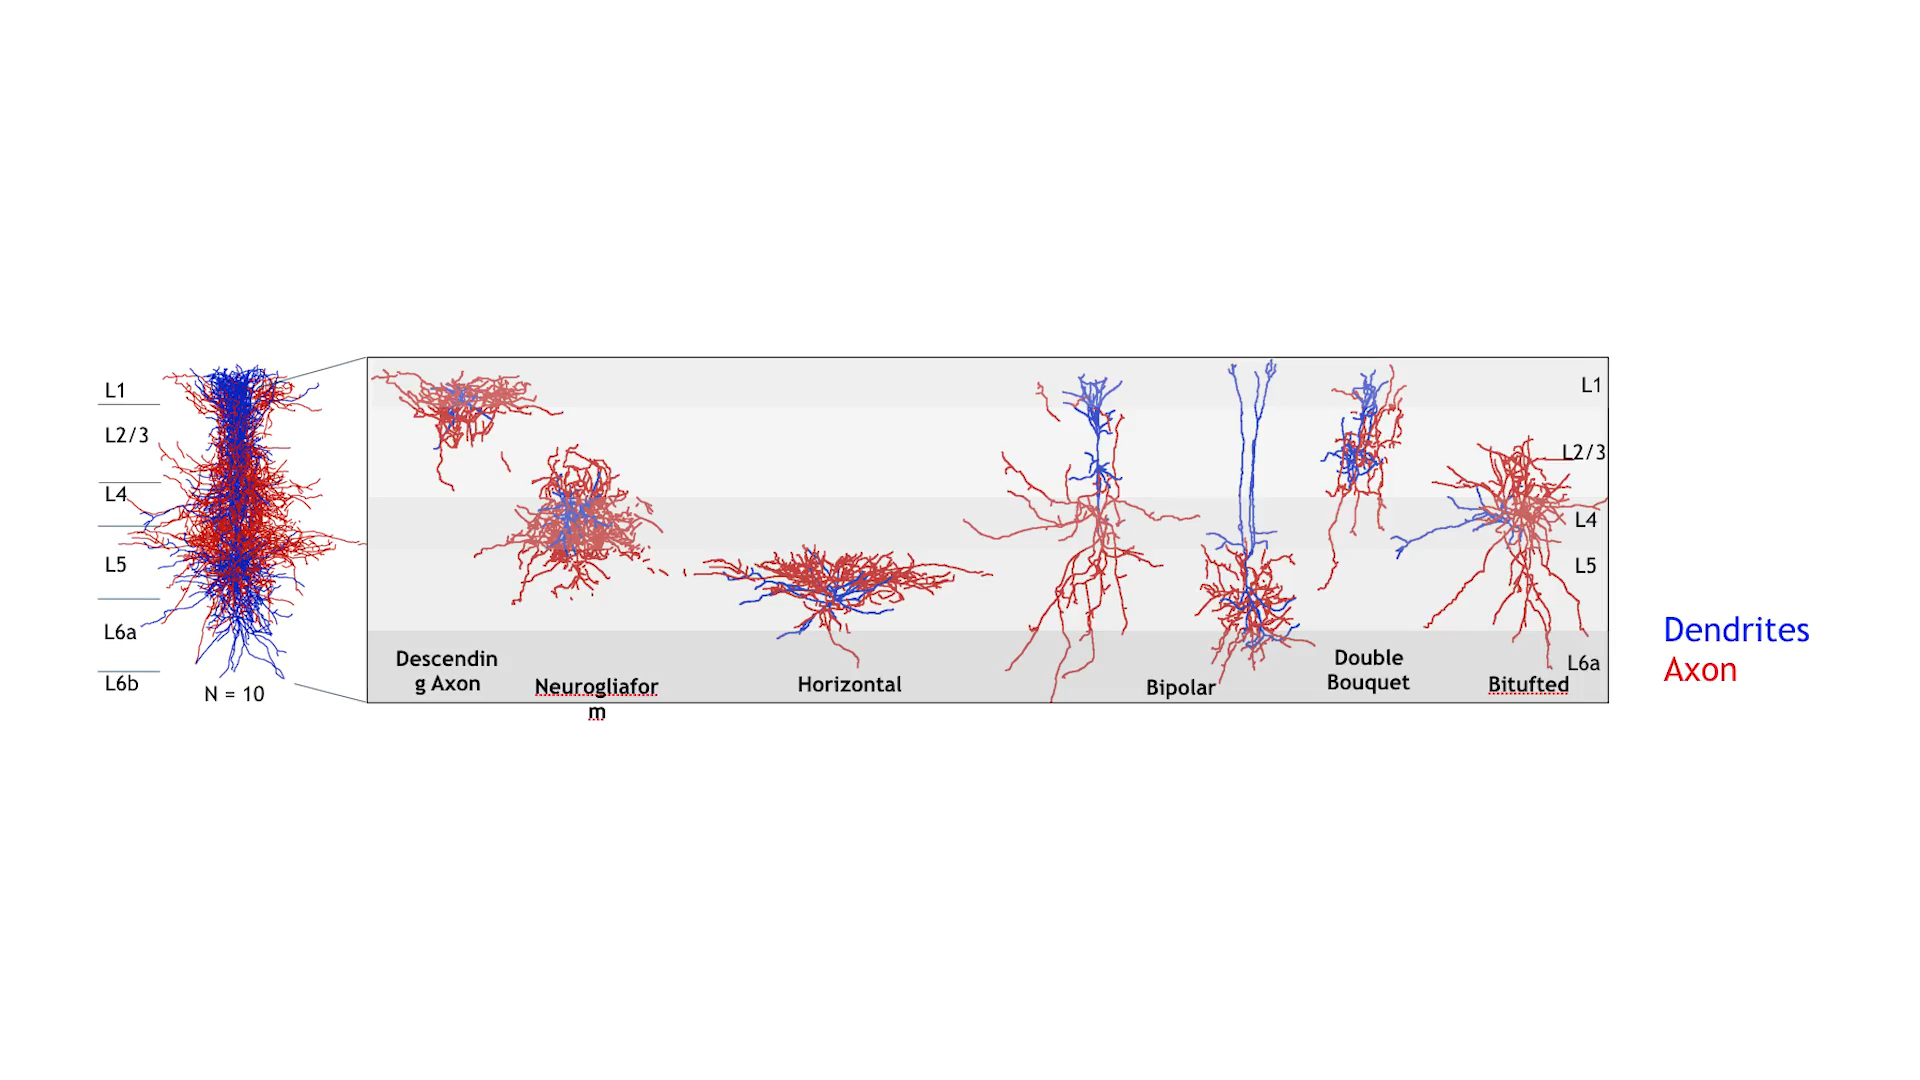 L1
L2/3
L4
L5
L6a
L6b
N = 10
Descendin
g Axon
Neurogliafor
m
Horizontal
Bipolar
Double
Bouquet
Bitufted
L1
L2/3
L4
L5
L6a
Dendrites
Axon